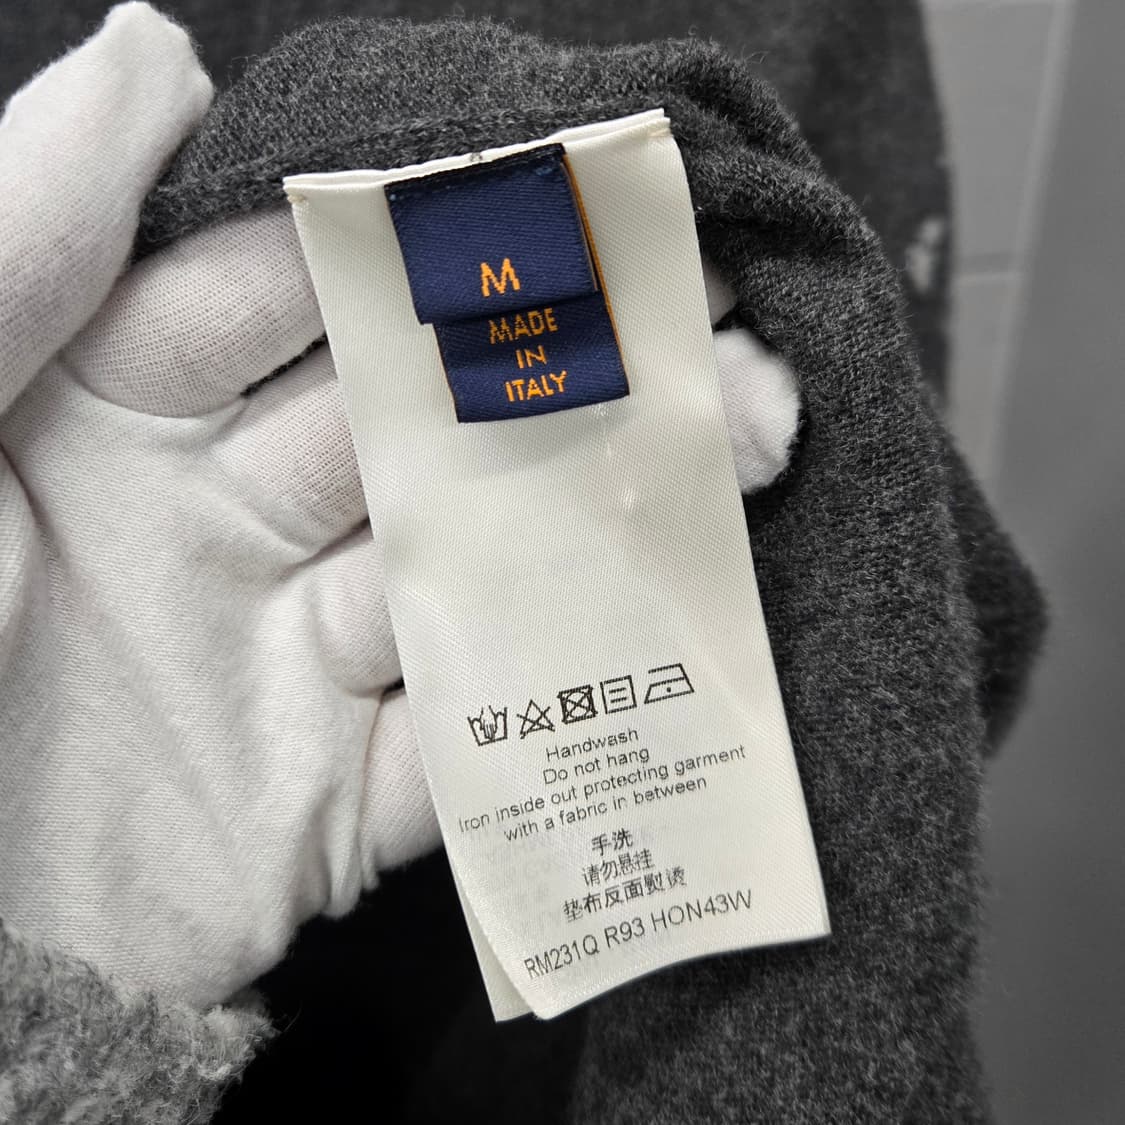 M
MADE
IN
ITALY
Handwash
Do not hang
Iron inside out protecting garment
with a fabric in between
手洗
请勿悬挂
垫布反面熨烫
RM231Q R93 HON43W